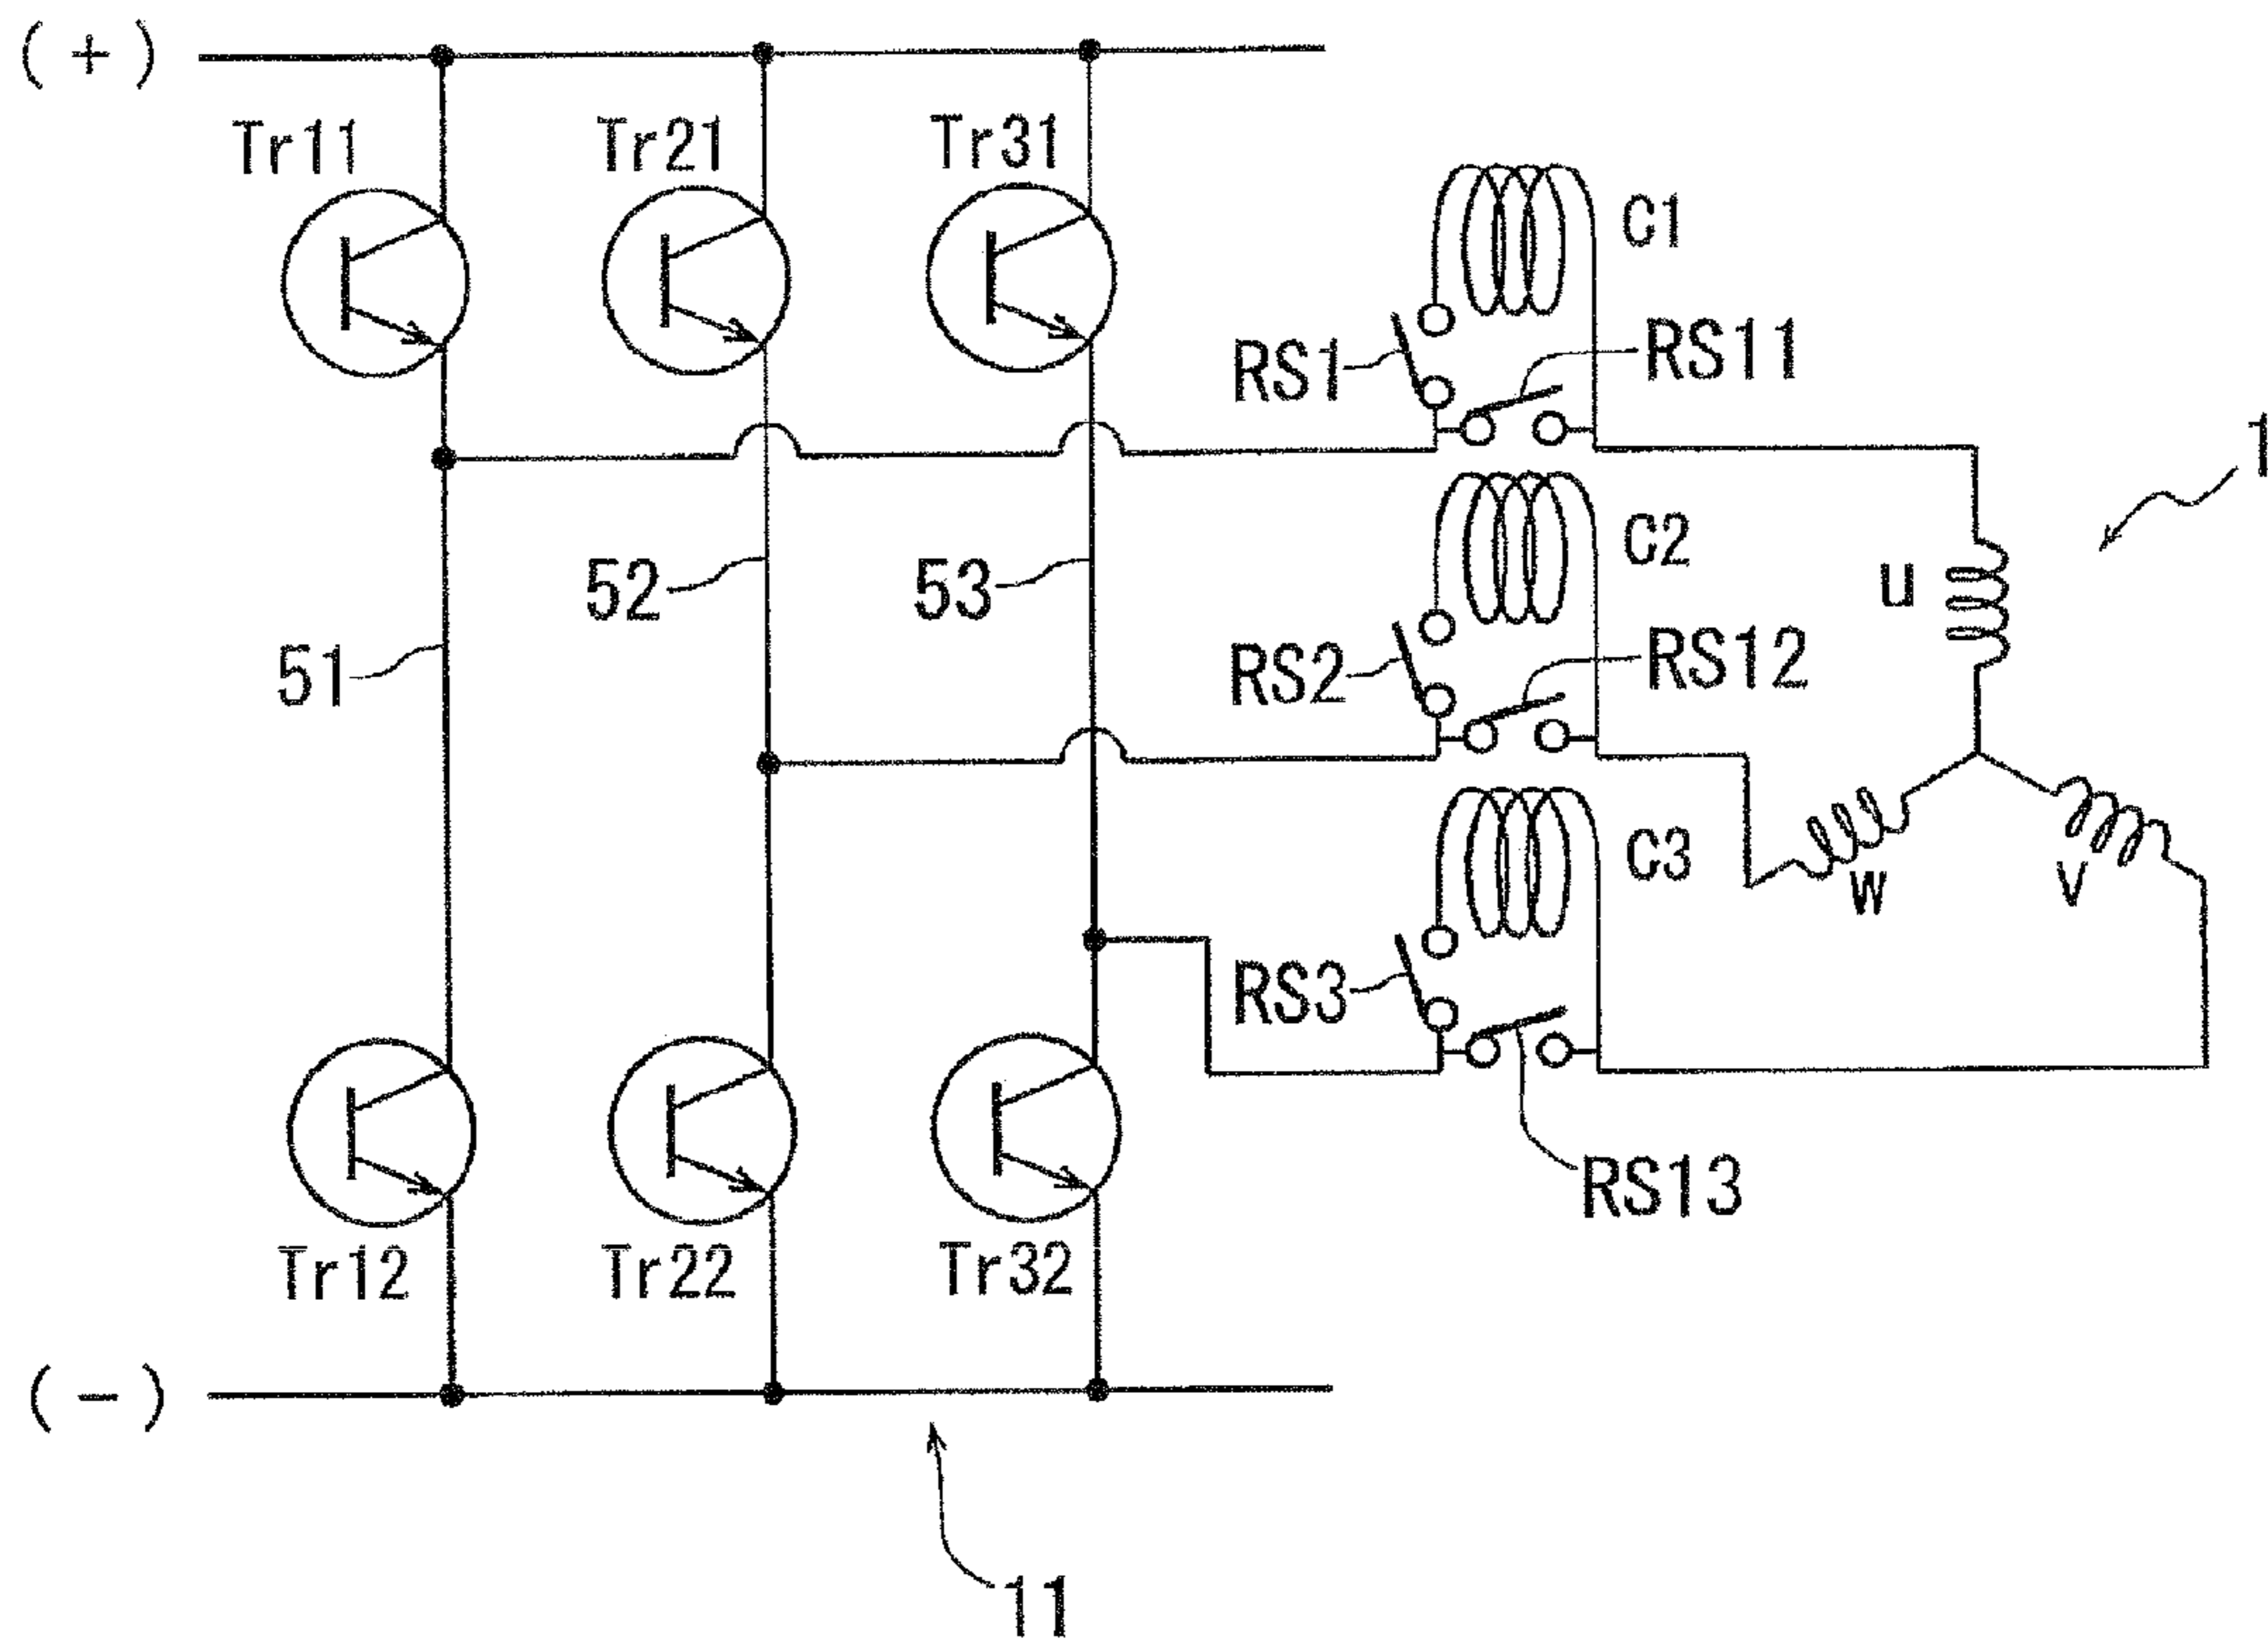 (+)
Tr11
Tr21
Tr31
C1
RS1
RS11
1
C2
52
53
u
51
RS2
RS12
C3
w
v
RS3
RS13
Tr12
Tr22
Tr32
(-)
11